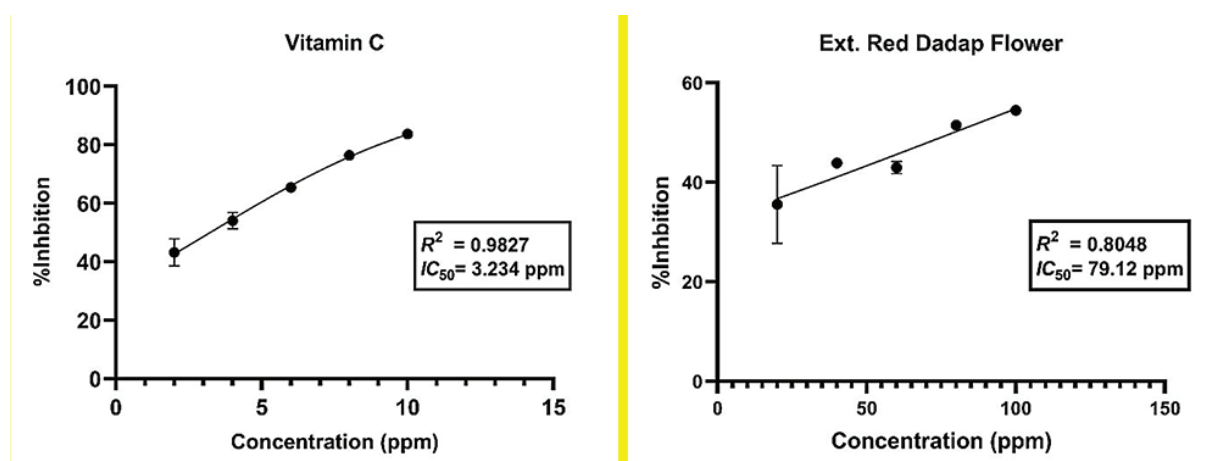 Vitamin C
100
80
60
40
20
0
%Inhbition
0
5
10
15
Concentration (ppm)
R² = 0.9827
IC₅₀= 3.234 ppm
Ext. Red Dadap Flower
60
40
20
0
%Inhbition
0
50
100
150
Concentration (ppm)
R² = 0.8048
IC₅₀= 79.12 ppm